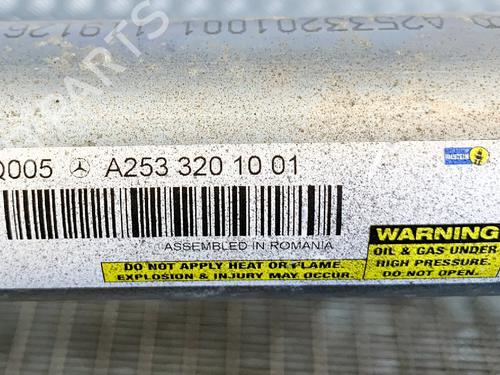 A2533201001
Q005 A253 320 10 01
ASSEMBLED IN ROMANIA
DO NOT APPLY HEAT OR FLAME
EXPLOSION & INJURY MAY OCCUR.
WARNING
OIL & GAS UNDER
HIGH PRESSURE.
DO NOT OPEN.